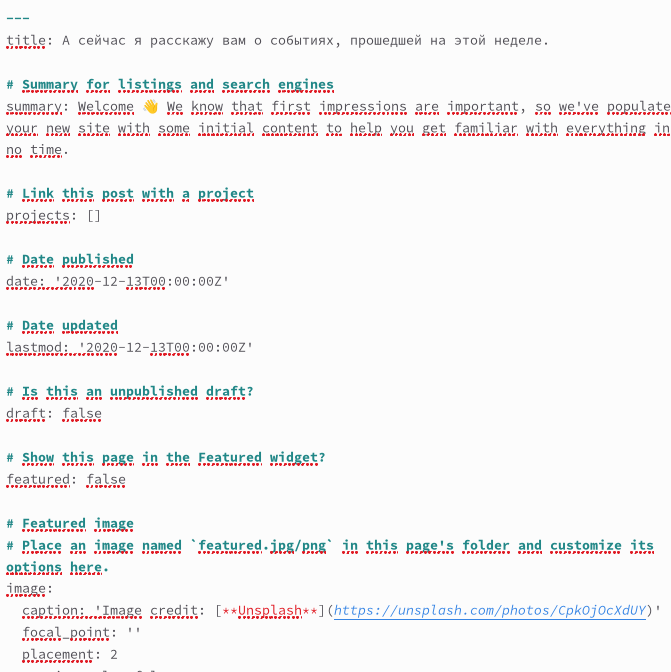 ---
title: А сейчас я расскажу вам о событиях, прошедшей на этой неделе.
# Summary for listings and search engines
summary: Welcome 👋 We know that first impressions are important, so we've populate
your new site with some initial content to help you get familiar with everything in
no time.
# Link this post with a project
projects: []
# Date published
date: '2020-12-13T00:00:00Z'
# Date updated
lastmod: '2020-12-13T00:00:00Z'
# Is this an unpublished draft?
draft: false
# Show this page in the Featured widget?
featured: false
# Featured image
# Place an image named `featured.jpg/png` in this page's folder and customize its
options here.
image:
caption: 'Image credit: [**Unsplash**](https://unsplash.com/photos/CpkOjOcXdUY)'
focal_point: ''
placement: 2